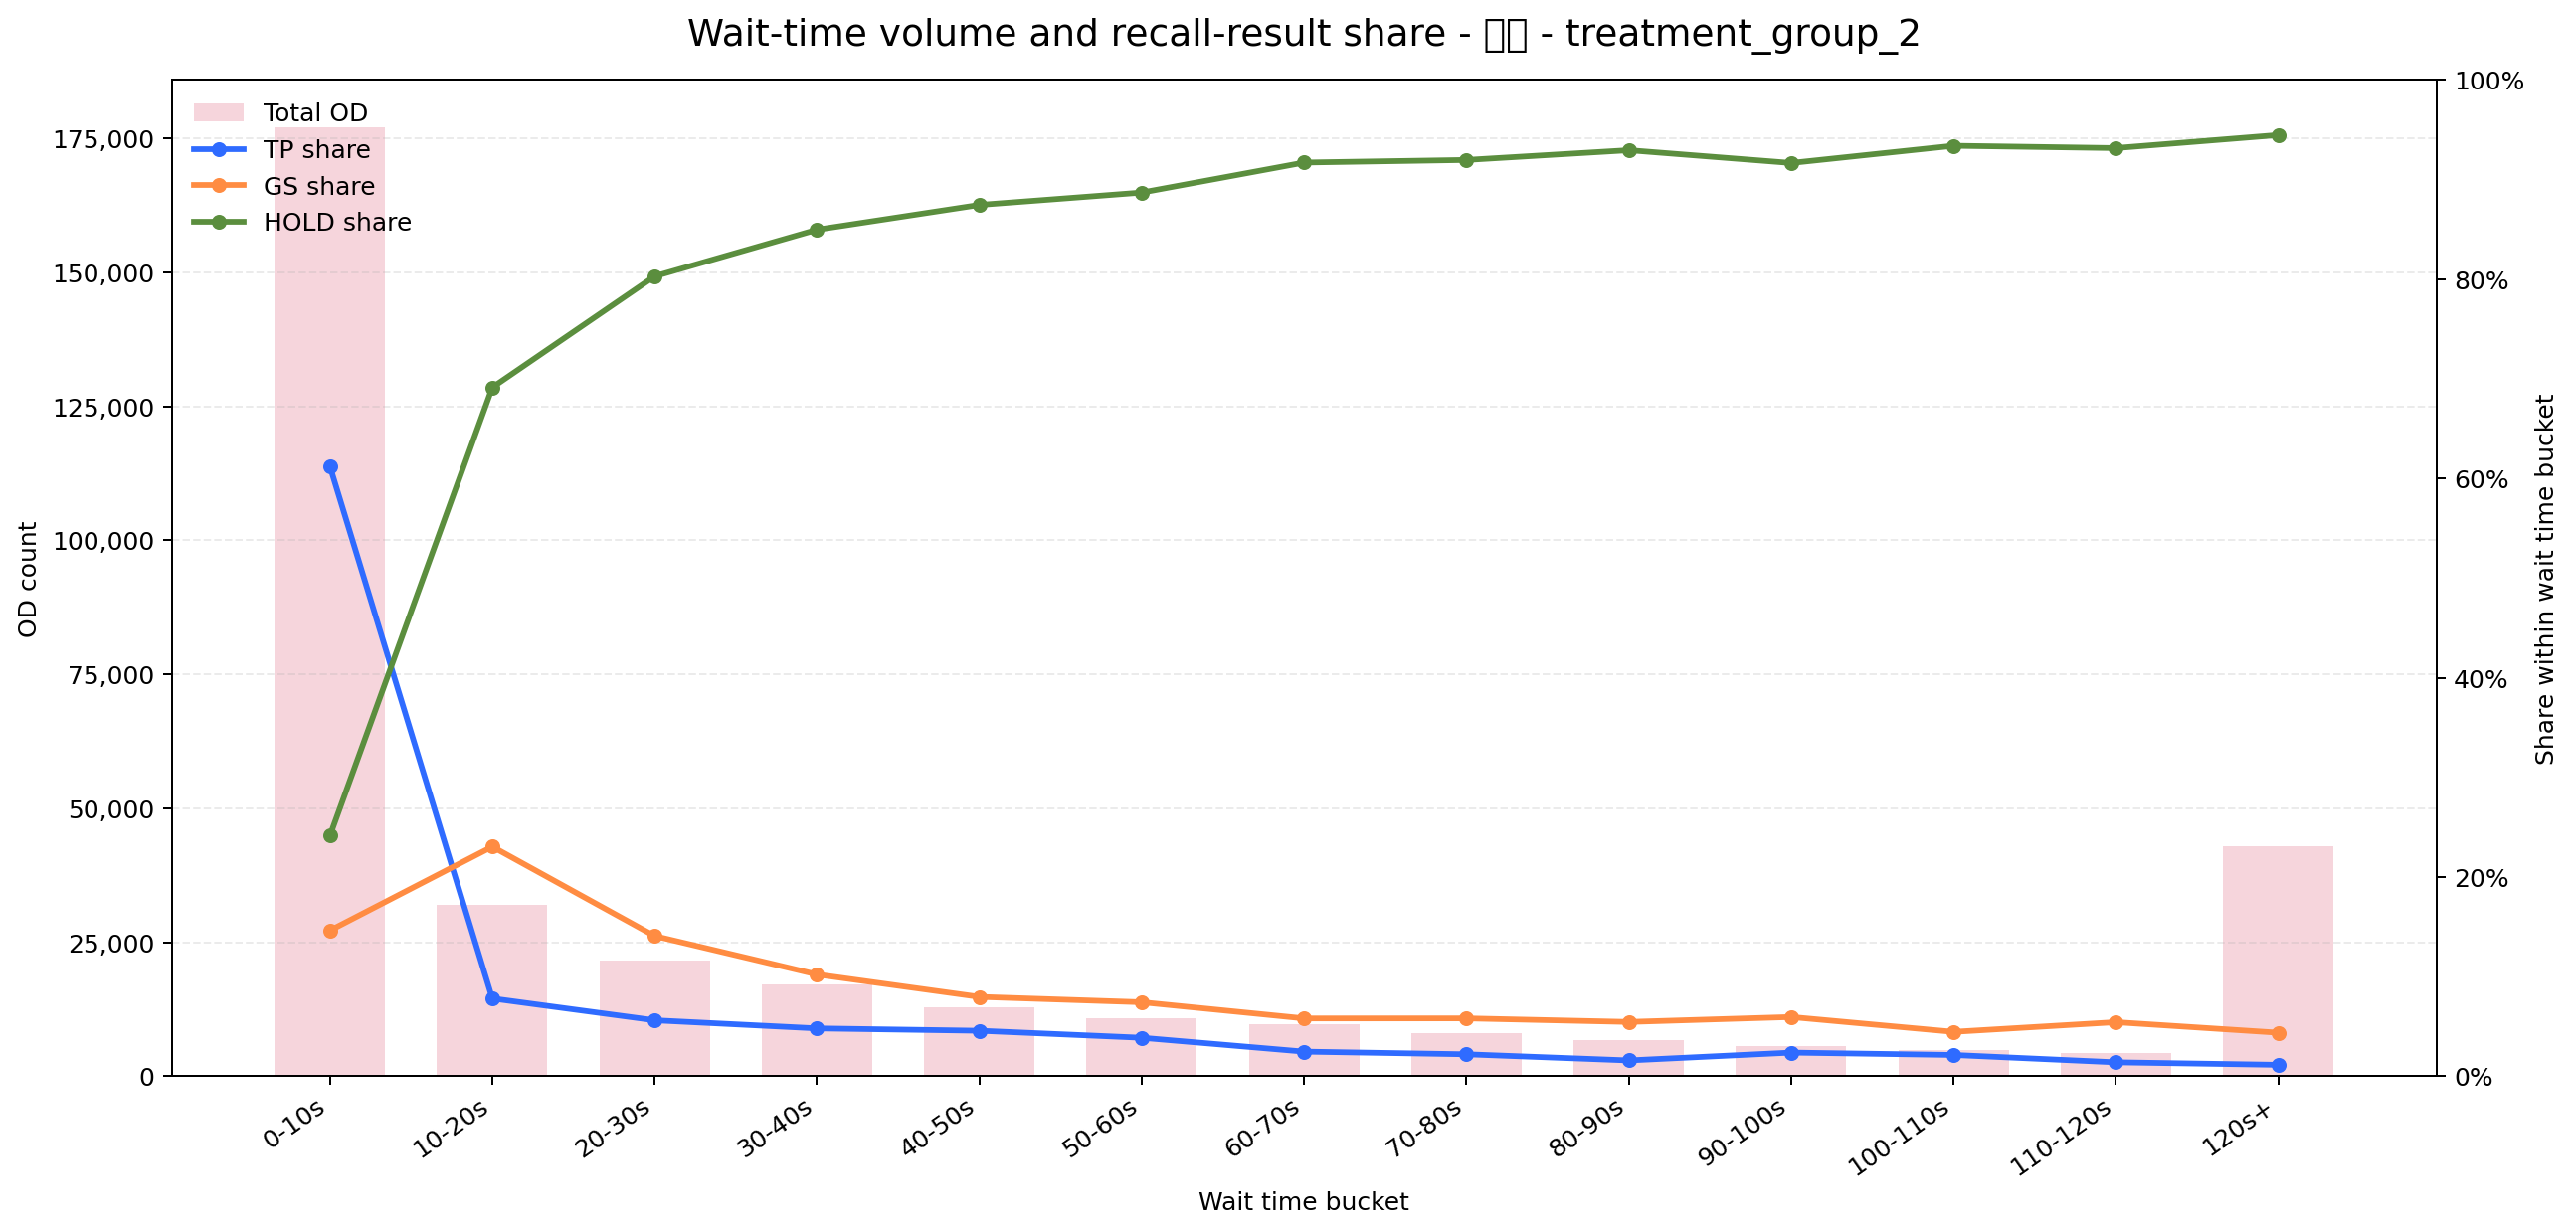 Wait-time volume and recall-result share - - treatment_group_2
Total OD
TP share
GS share
HOLD share
175,000
150,000
125,000
100,000
75,000
50,000
25,000
0
OD count
100%
80%
60%
40%
20%
0%
Share within wait time bucket
0-10s
10-20s
20-30s
30-40s
40-50s
50-60s
60-70s
70-80s
80-90s
90-100s
100-110s
110-120s
120s+
Wait time bucket